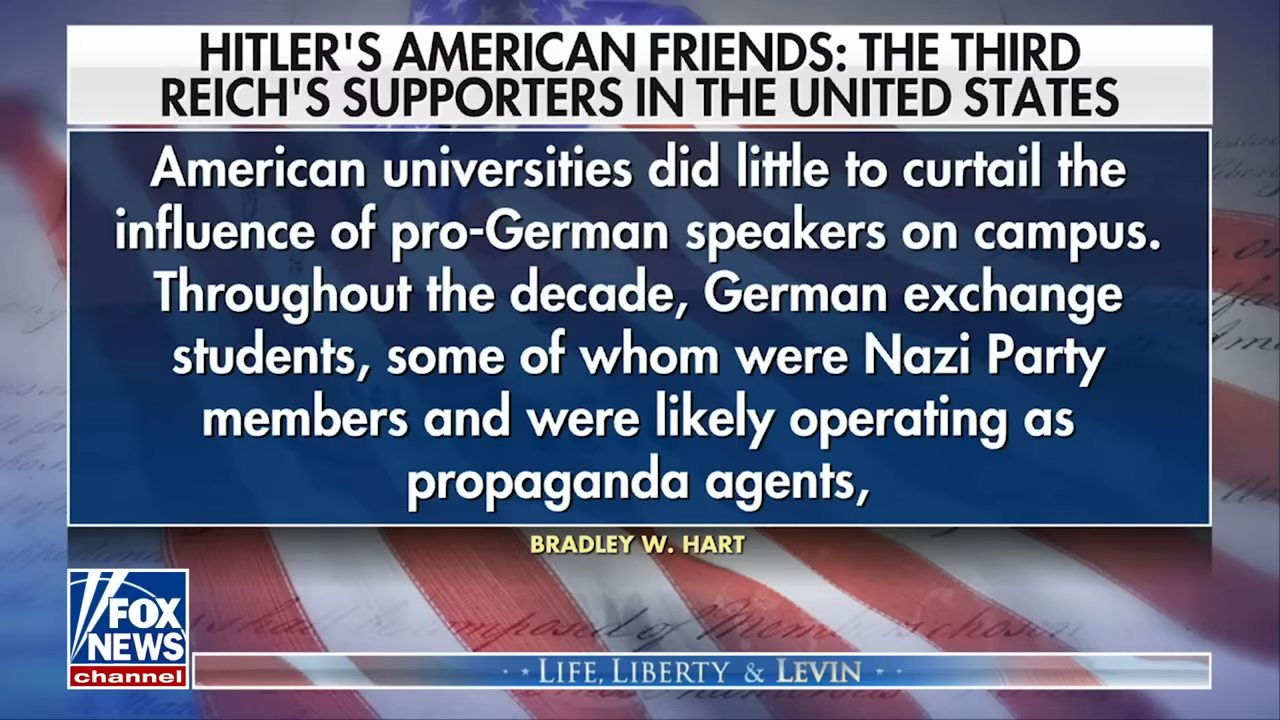 HITLER'S AMERICAN FRIENDS: THE THIRD
REICH'S SUPPORTERS IN THE UNITED STATES
American universities did little to curtail the
influence of pro-German speakers on campus.
Throughout the decade, German exchange
students, some of whom were Nazi Party
members and were likely operating as
propaganda agents,
BRADLEY W. HART
FOX
NEWS
channel
LIFE, LIBERTY & LEVIN